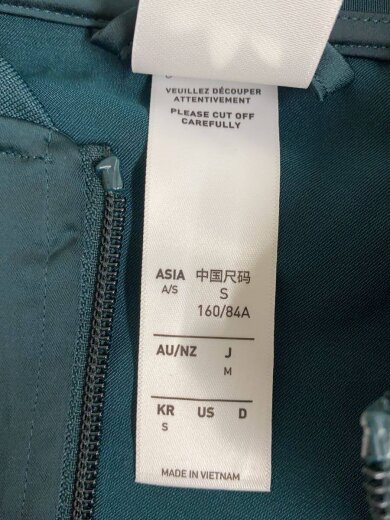 VEUILLEZ DÉCOUPER
ATTENTIVEMENT
PLEASE CUT OFF
CAREFULLY
ASIA 中国尺码
A/S S
160/84A
AU/NZ J
M
KR US D
S
MADE IN VIETNAM